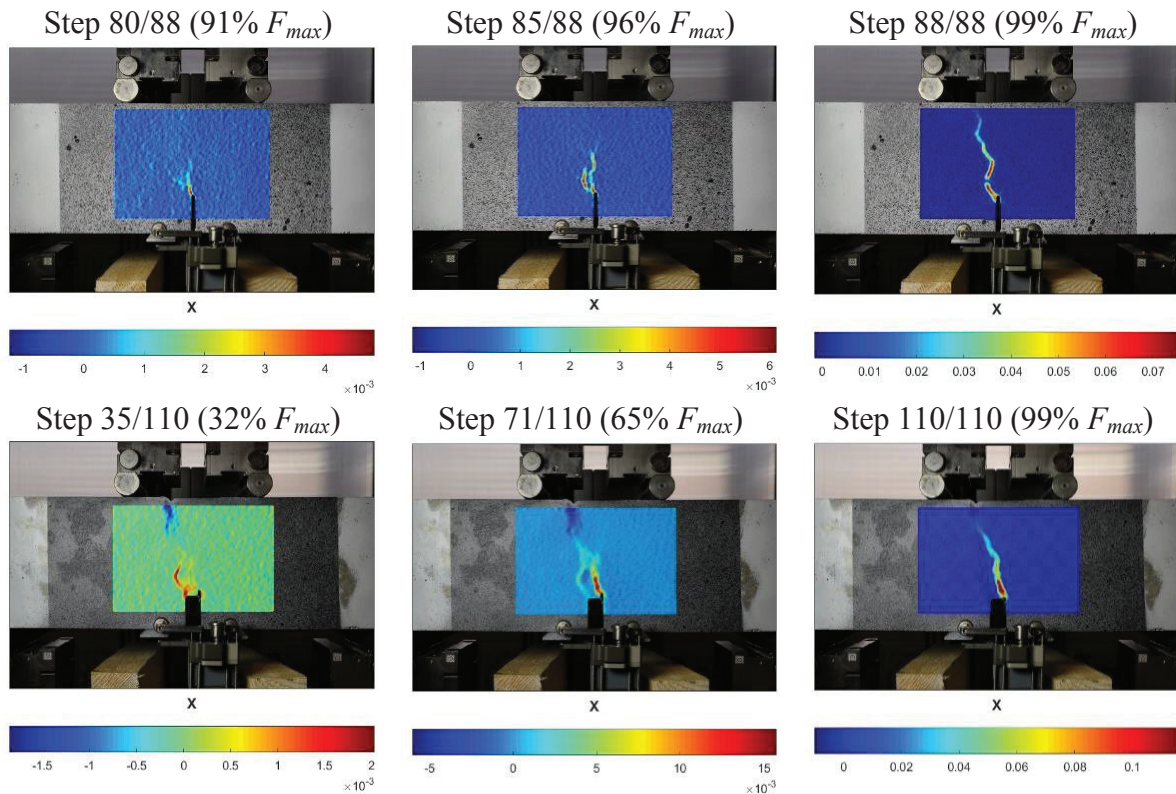 Step 80/88 (91% Fmax)
Step 85/88 (96% Fmax)
Step 88/88 (99% Fmax)
X
X
X
-1 0 1 2 3 4
×10⁻³
-1 0 1 2 3 4 5 6
×10⁻³
0 0.01 0.02 0.03 0.04 0.05 0.06 0.07
Step 35/110 (32% Fmax)
Step 71/110 (65% Fmax)
Step 110/110 (99% Fmax)
X
X
X
-1.5 -1 -0.5 0 0.5 1 1.5 2
×10⁻³
-5 0 5 10 15
×10⁻³
0 0.02 0.04 0.06 0.08 0.1